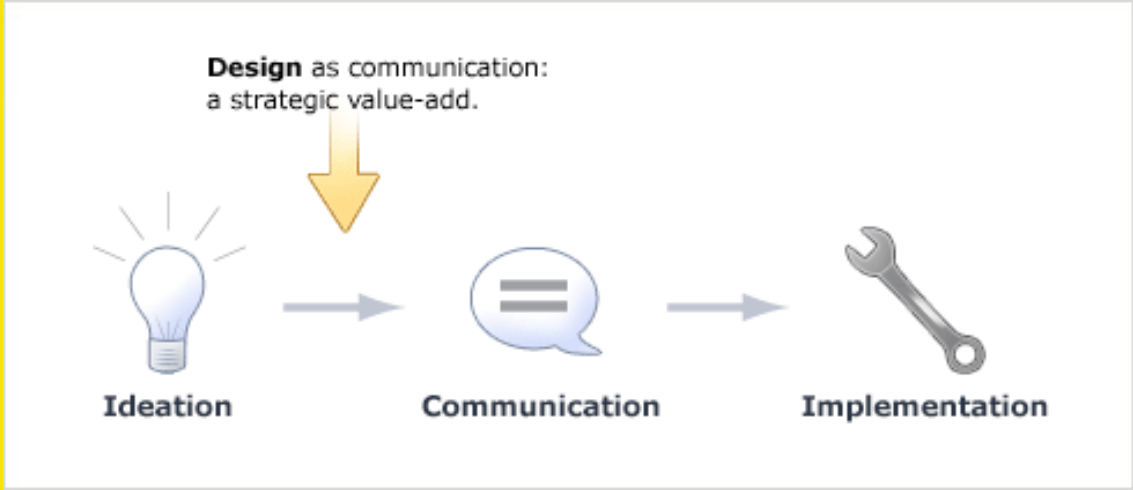 Design as communication:
a strategic value-add.
Ideation
Communication
Implementation